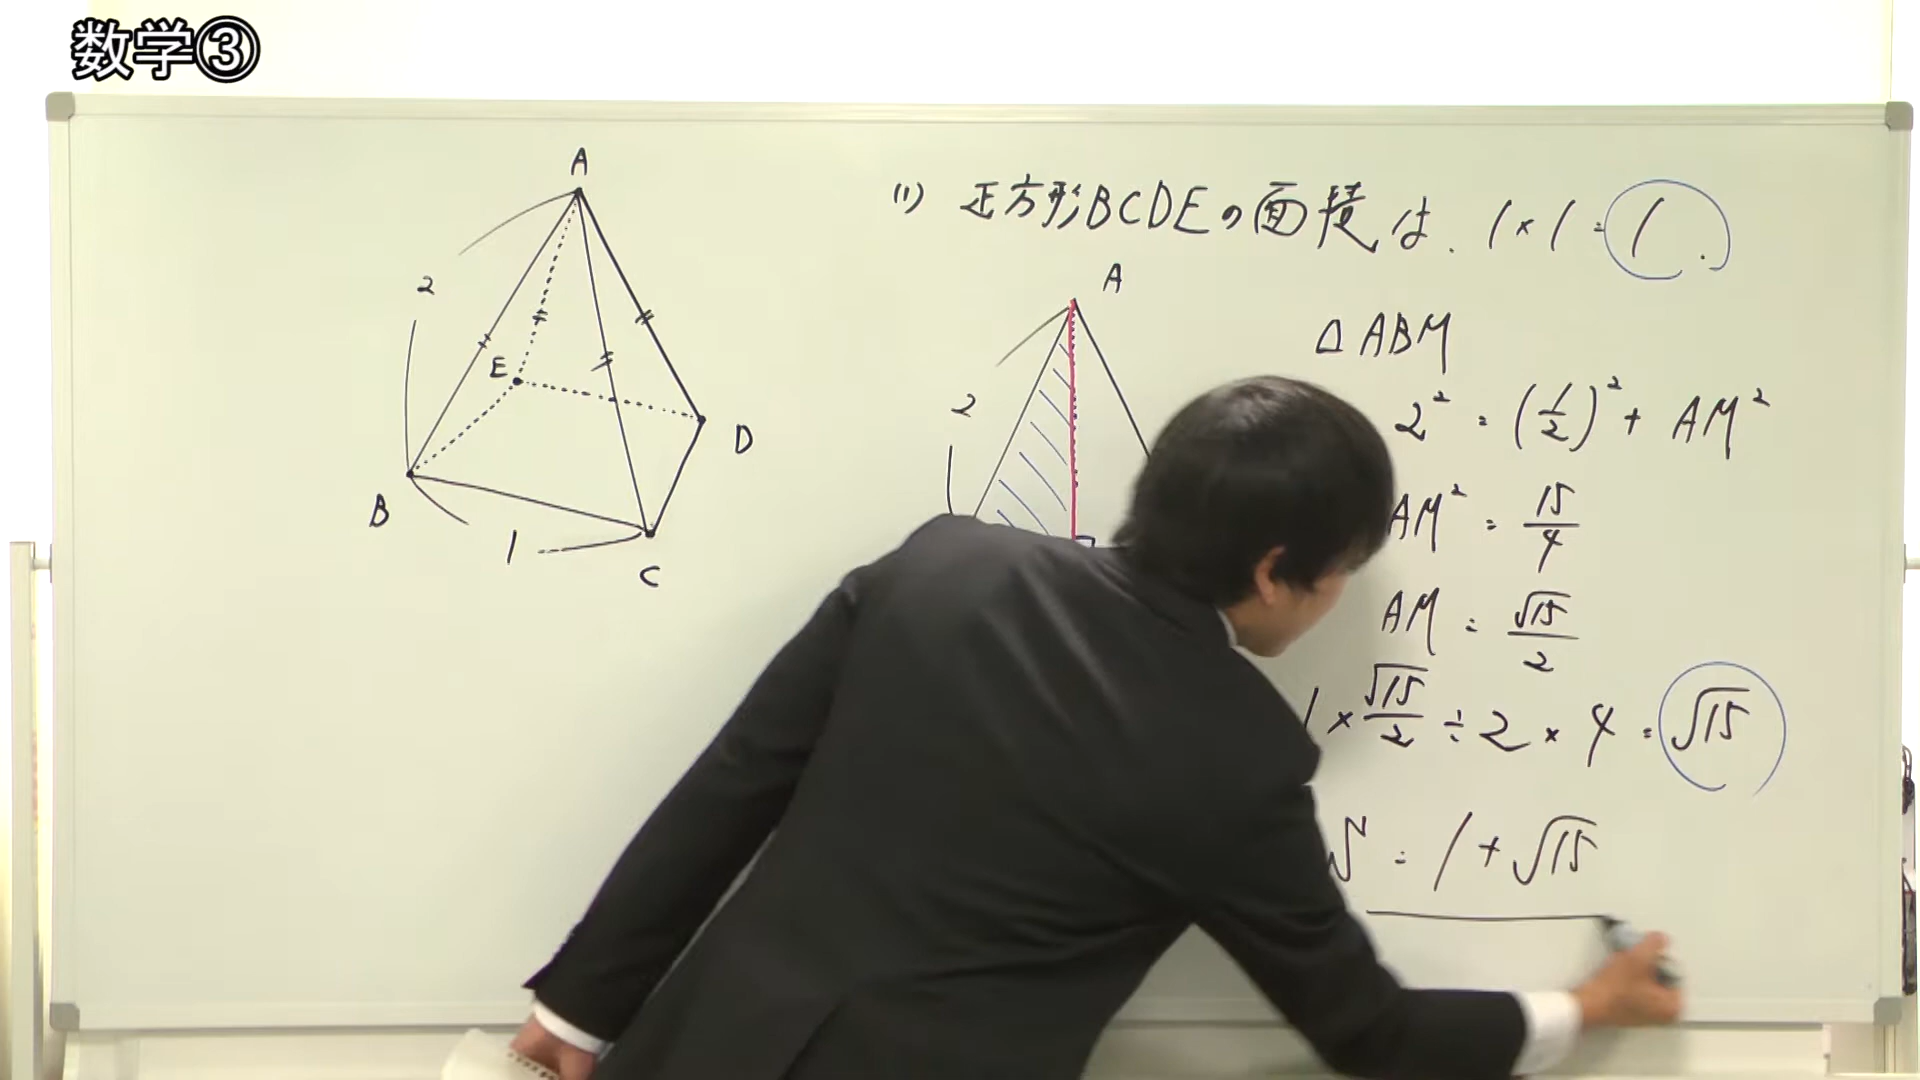 数学③
A
2
E
D
B
1
C
(1) 正方形BCDEの面積は. 1×1=1.
A
2
△ABM
2² = (1/2)² + AM²
AM² = 15/4
AM = √15/2
1×√15/2÷2×4=√15
S = 1+√15